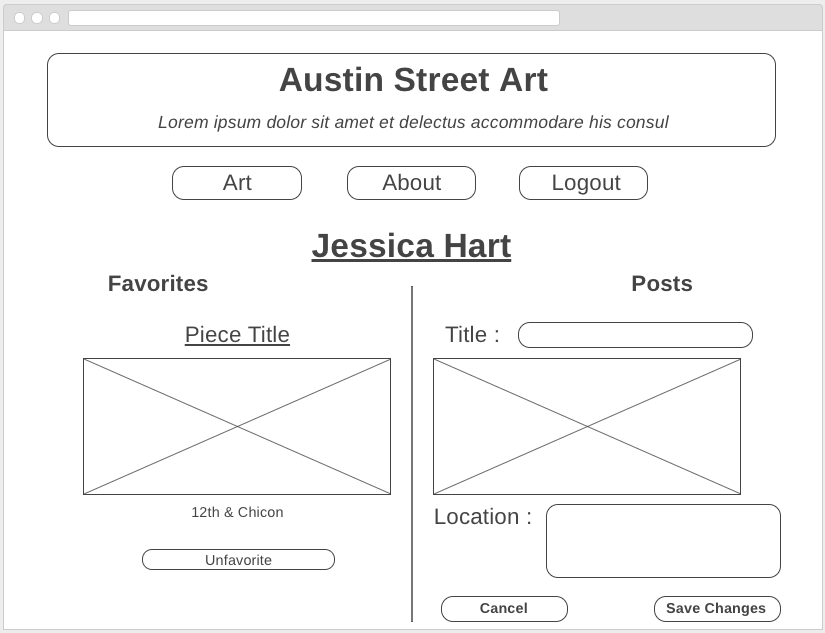 Austin Street Art
Lorem ipsum dolor sit amet et delectus accommodare his consul
Art
About
Logout
Jessica Hart
Favorites
Piece Title
12th & Chicon
Unfavorite
Posts
Title :
Location :
Cancel
Save Changes